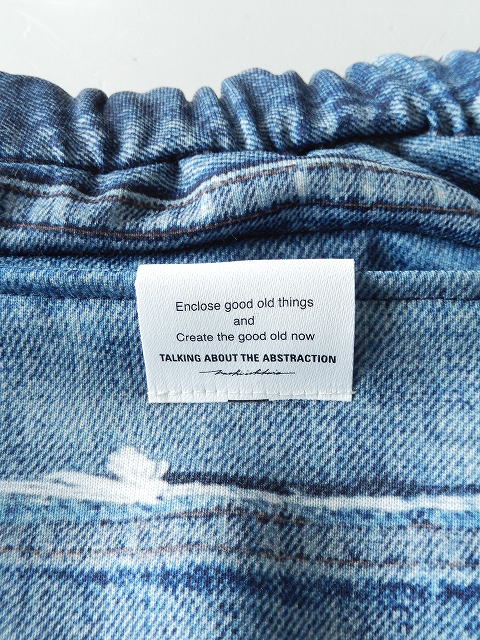 Enclose good old things
and
Create the good old now
TALKING ABOUT THE ABSTRACTION